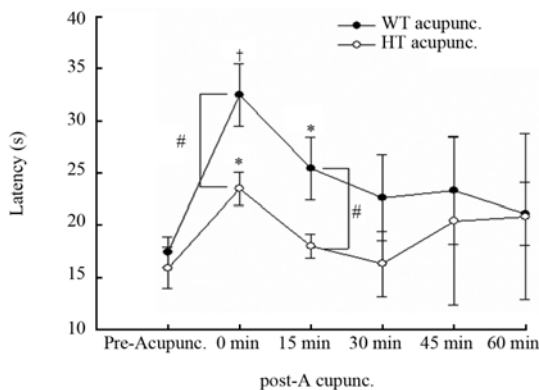 40
35
30
25
20
15
10
Latency (s)
WT acupunc.
HT acupunc.
†
#
*
*
#
Pre-Acupunc. 0 min 15 min 30 min 45 min 60 min
post-A cupunc.